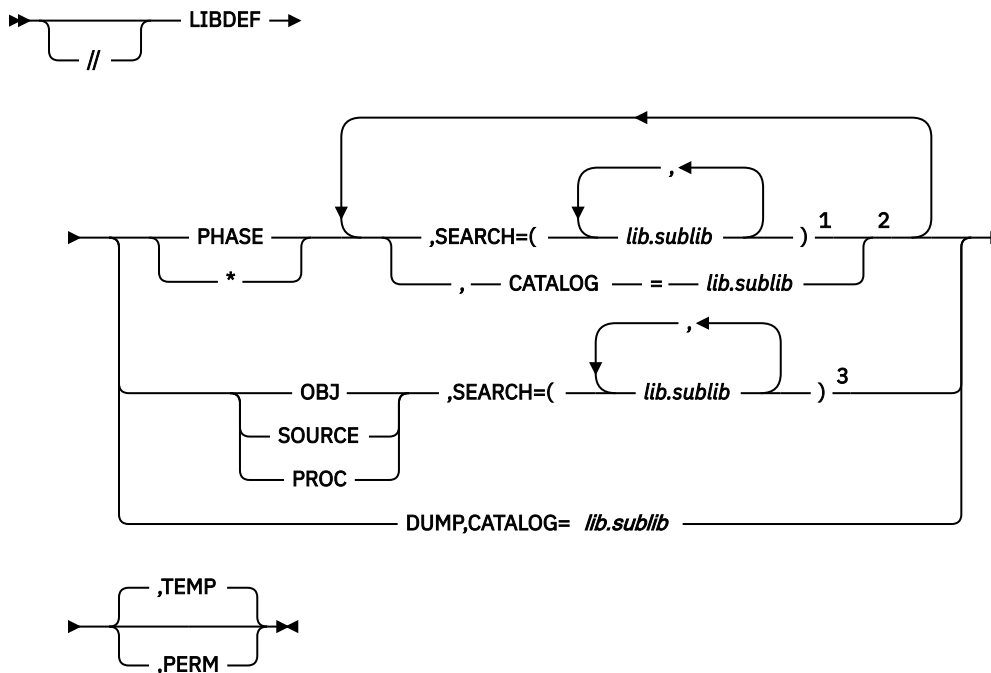 LIBDEF
//
,
PHASE ,SEARCH=( lib.sublib ) 1 2
* , CATALOG = lib.sublib
,
OBJ ,SEARCH=( lib.sublib ) 3
SOURCE
PROC
DUMP,CATALOG= lib.sublib
,TEMP
,PERM